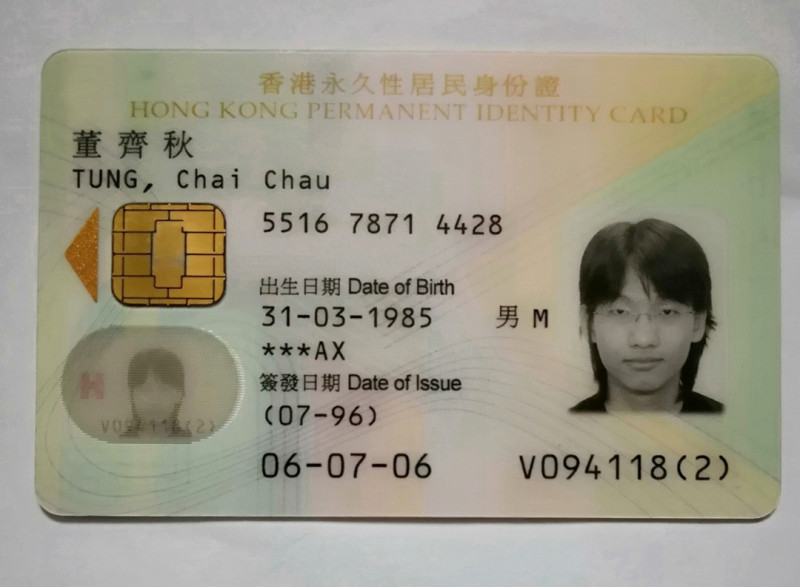 香港永久性居民身份證
HONG KONG PERMANENT IDENTITY CARD
董齊秋
TUNG, Chai Chau
5516 7871 4428
出生日期 Date of Birth
31-03-1985 男 M
***AX
簽發日期 Date of Issue
(07-96)
06-07-06 V094118(2)
H
V094118(2)